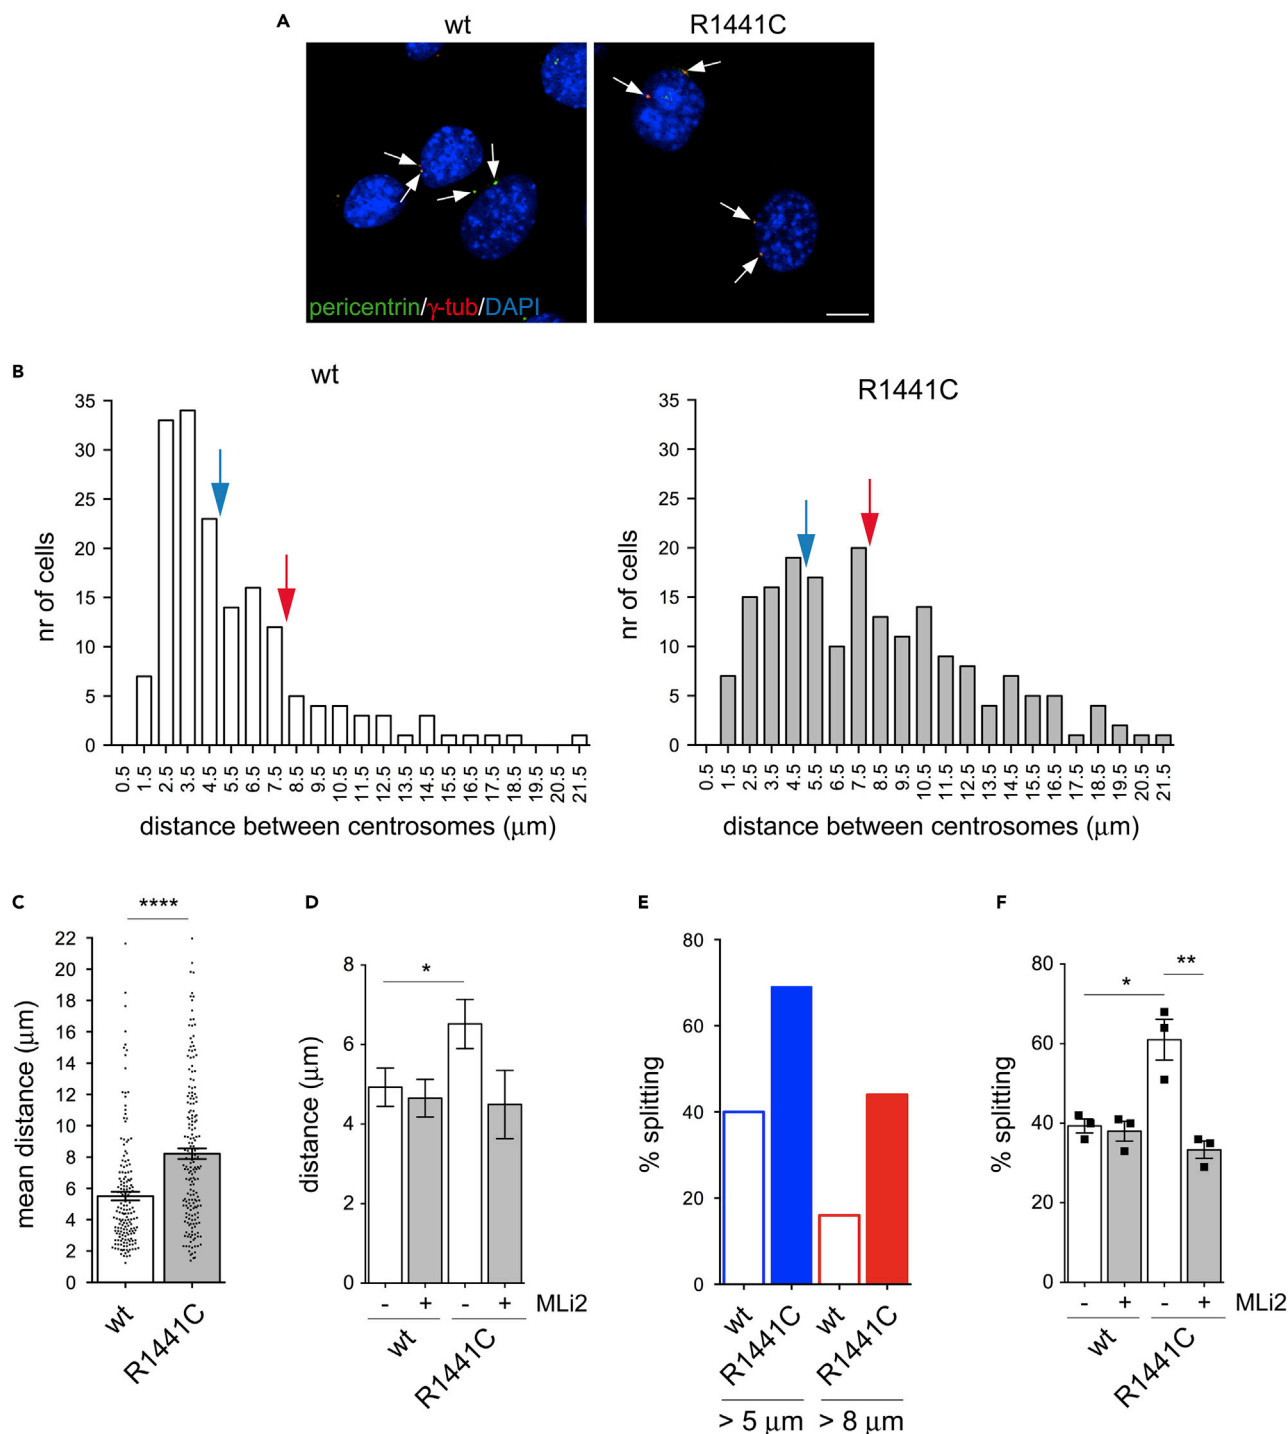 A
wt
R1441C
pericentrin/γ-tub/DAPI
B
wt
R1441C
nr of cells
35
30
25
20
15
10
5
0
0.5 1.5 2.5 3.5 4.5 5.5 6.5 7.5 8.5 9.5 10.5 11.5 12.5 13.5 14.5 15.5 16.5 17.5 18.5 19.5 20.5 21.5
distance between centrosomes (μm)
nr of cells
35
30
25
20
15
10
5
0
0.5 1.5 2.5 3.5 4.5 5.5 6.5 7.5 8.5 9.5 10.5 11.5 12.5 13.5 14.5 15.5 16.5 17.5 18.5 19.5 20.5 21.5
distance between centrosomes (μm)
C
****
mean distance (μm)
22
20
18
16
14
12
10
8
6
4
2
0
wt
R1441C
D
*
distance (μm)
8
6
4
2
0
- + - + MLi2
wt
R1441C
E
% splitting
80
60
40
20
0
wt R1441C wt R1441C
> 5 μm > 8 μm
F
* **
% splitting
80
60
40
20
0
- + - + MLi2
wt
R1441C